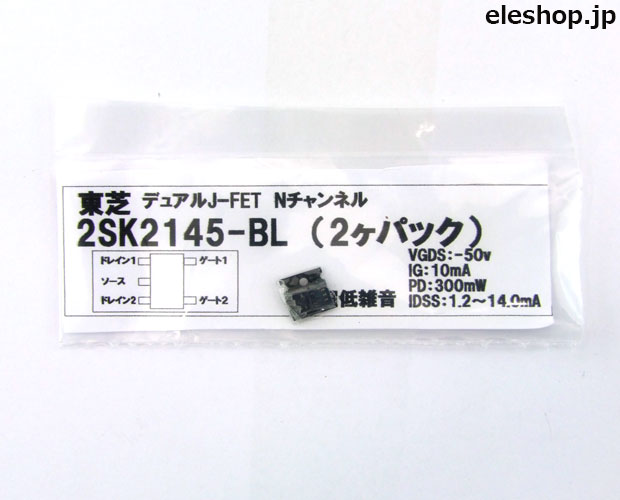 eleshop.jp
東芝 デュアルJ-FET Nチャンネル
2SK2145-BL（2ヶパック）
ドレイン1
ゲート1
ソース
ドレイン2
ゲート2
低雑音
VGDS:-50v
IG:10mA
PD:300mW
IDSS:1.2～14.0mA